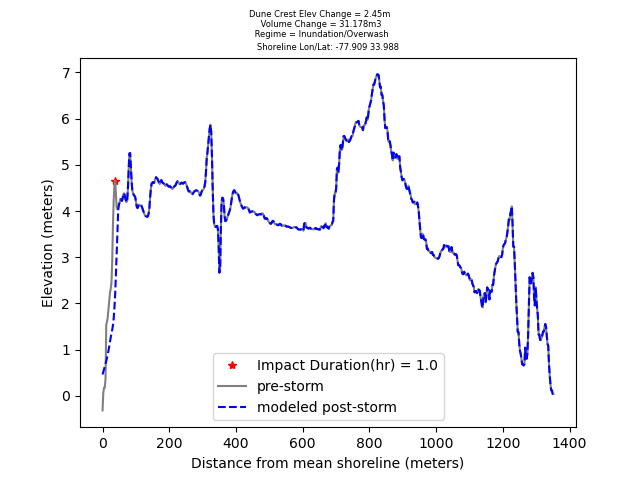 Dune Crest Elev Change = 2.45m
Volume Change = 31.178m3
Regime = Inundation/Overwash
Shoreline Lon/Lat: -77.909 33.988
7
6
5
4
3
2
1
0
Elevation (meters)
Impact Duration(hr) = 1.0
pre-storm
modeled post-storm
0 200 400 600 800 1000 1200 1400
Distance from mean shoreline (meters)